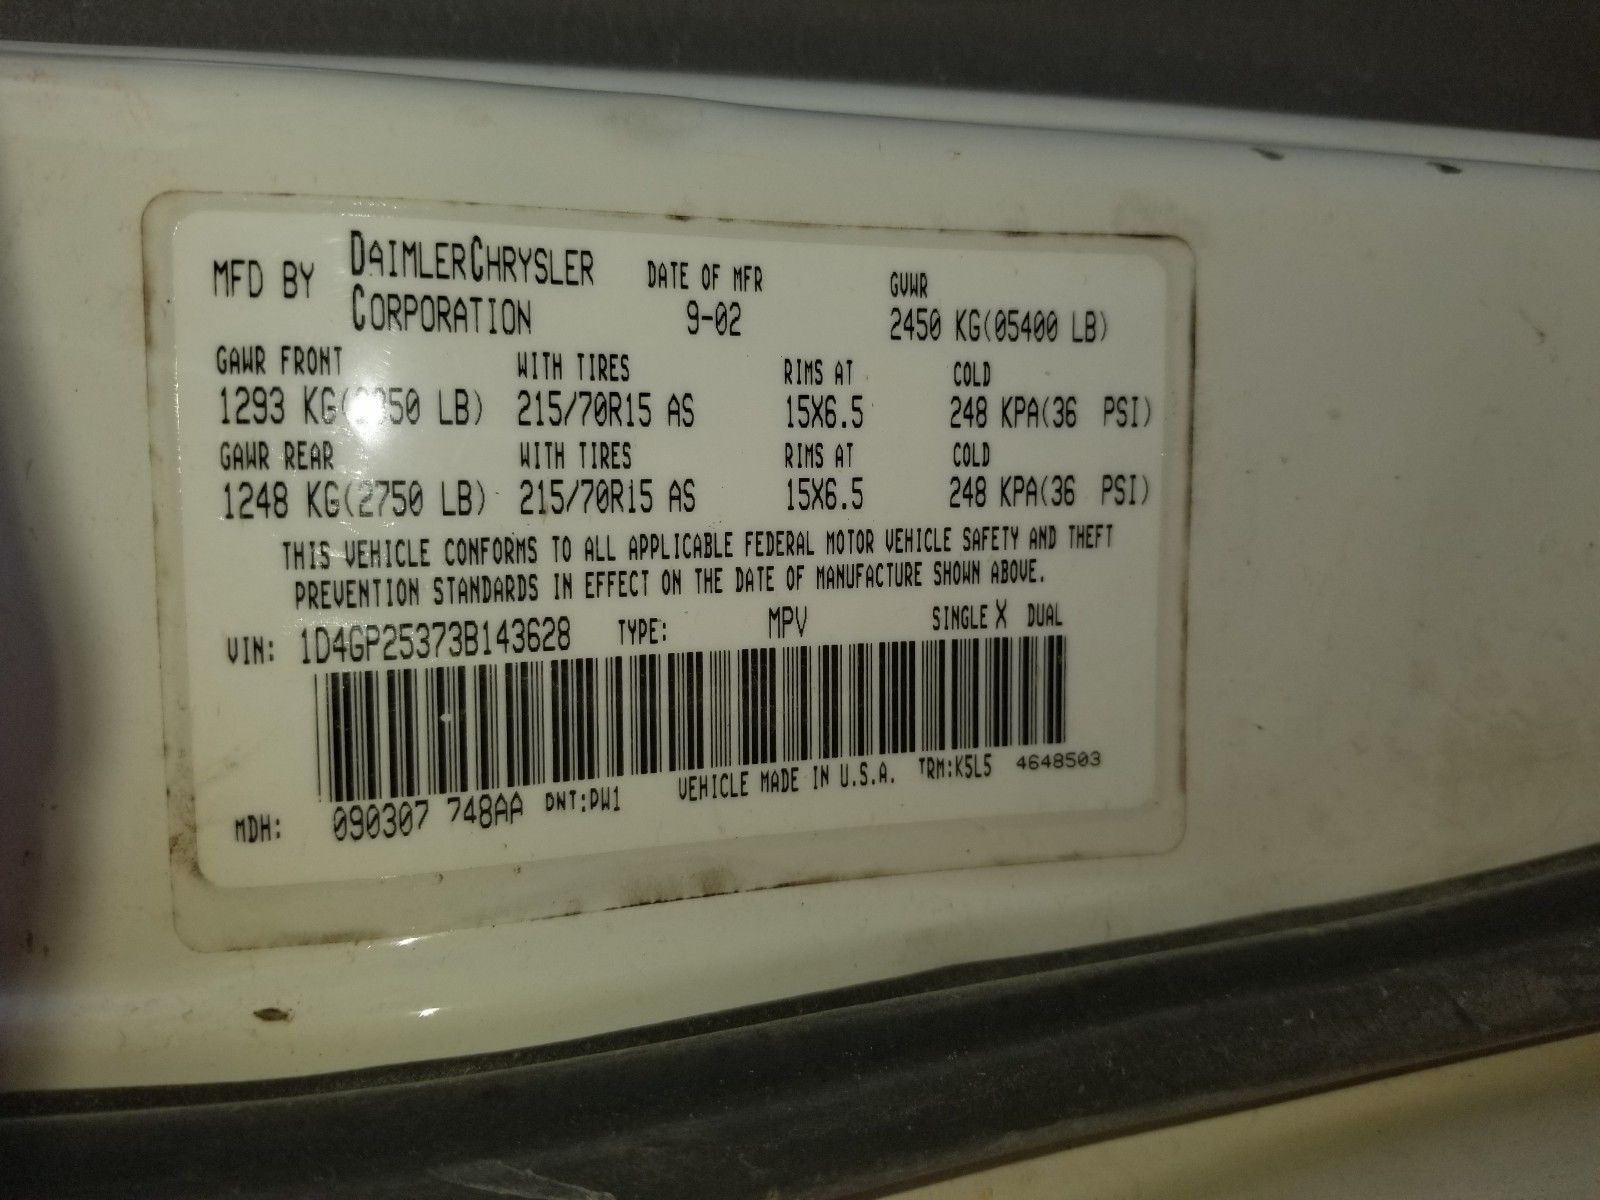 MFD BY DAIMLERCHRYSLER CORPORATION DATE OF MFR 9-02 GVWR 2450 KG(05400 LB)
GAWR FRONT WITH TIRES RIMS AT COLD
1293 KG( LB) 215/70R15 AS 15X6.5 248 KPA(36 PSI)
GAWR REAR WITH TIRES RIMS AT COLD
1248 KG(2750 LB) 215/70R15 AS 15X6.5 248 KPA(36 PSI)
THIS VEHICLE CONFORMS TO ALL APPLICABLE FEDERAL MOTOR VEHICLE SAFETY AND THEFT
PREVENTION STANDARDS IN EFFECT ON THE DATE OF MANUFACTURE SHOWN ABOVE.
VIN: 1D4GP25373B143628 TYPE: MPV SINGLE X DUAL
MDH: 090307 748AA PNT:PW1 VEHICLE MADE IN U.S.A. TRM:K5L5 4648503